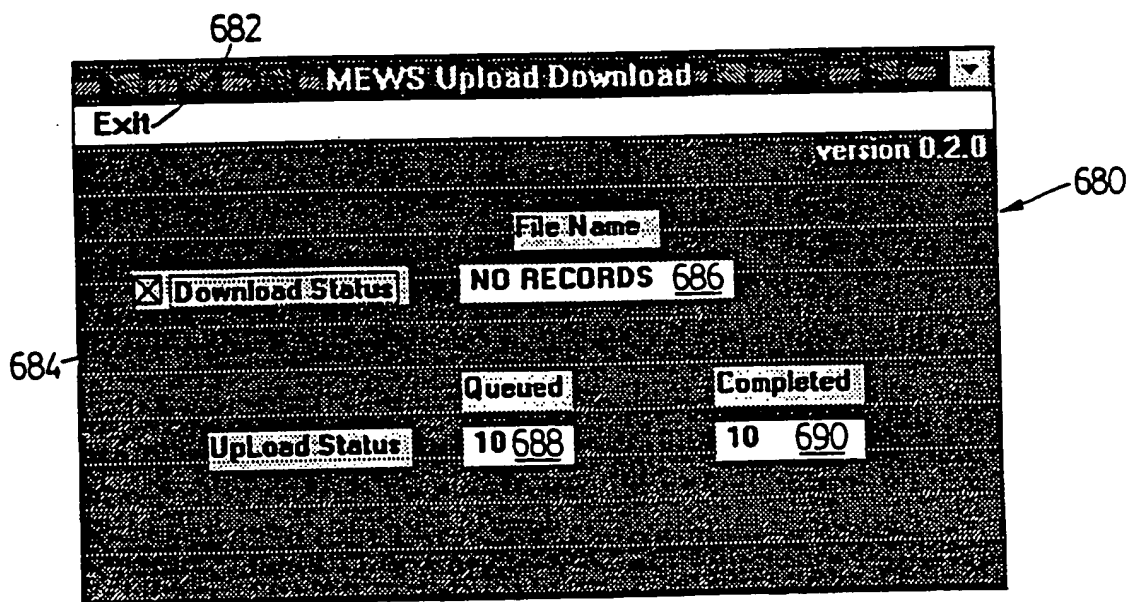 682
MEWS Upload Download
Exit
version 0.2.0
680
File Name
Download Status NO RECORDS 686
684
Queued Completed
UpLoad Status 10 688 10 690